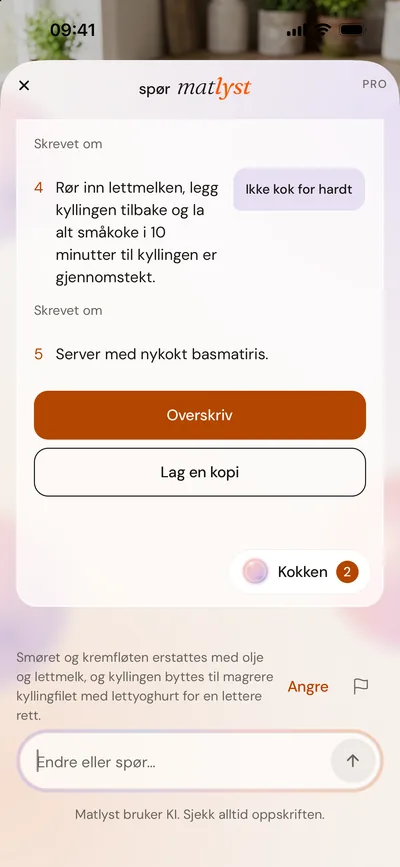 09:41
spør matlyst
PRO
Skrevet om
4 Rør inn lettmelken, legg
kyllingen tilbake og la
alt småkoke i 10
minutter til kyllingen er
gjennomstekt.
Ikke kok for hardt
Skrevet om
5 Server med nykokt basmatiris.
Overskriv
Lag en kopi
Kokken 2
Smøret og kremfløten erstattes med olje
og lettmelk, og kyllingen byttes til magrere
kyllingfilet med lettyoghurt for en lettere
rett.
Angre
Endre eller spør...
Matlyst bruker KI. Sjekk alltid oppskriften.